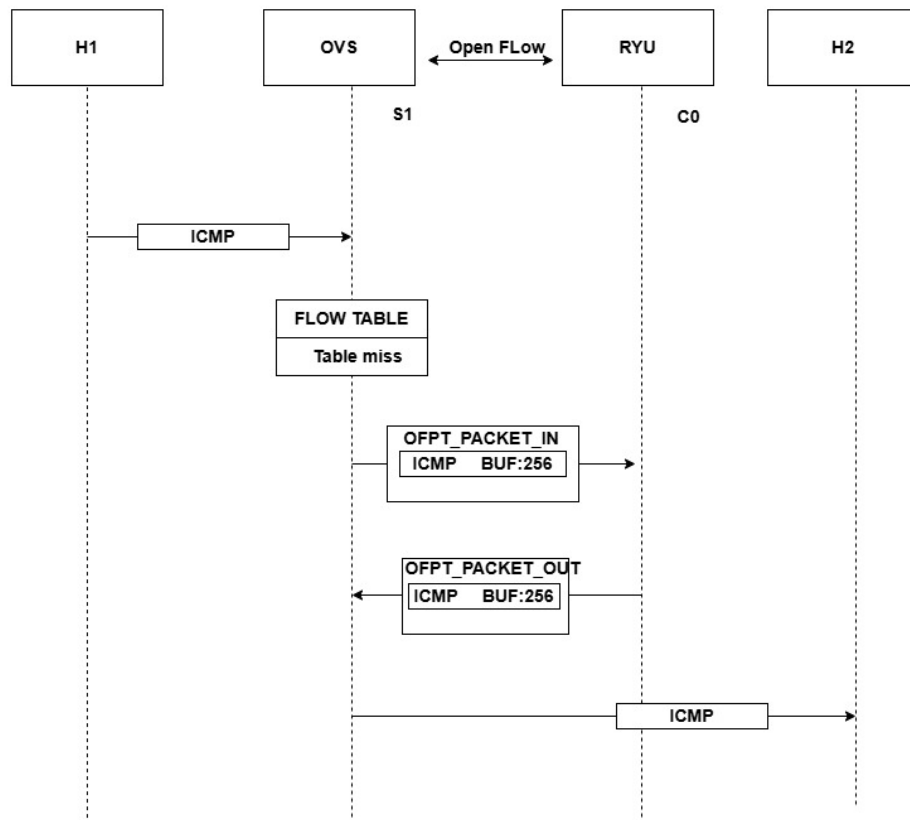 H1
OVS
Open FLow
RYU
H2
S1
C0
ICMP
FLOW TABLE
Table miss
OFPT_PACKET_IN
ICMP BUF:256
OFPT_PACKET_OUT
ICMP BUF:256
ICMP